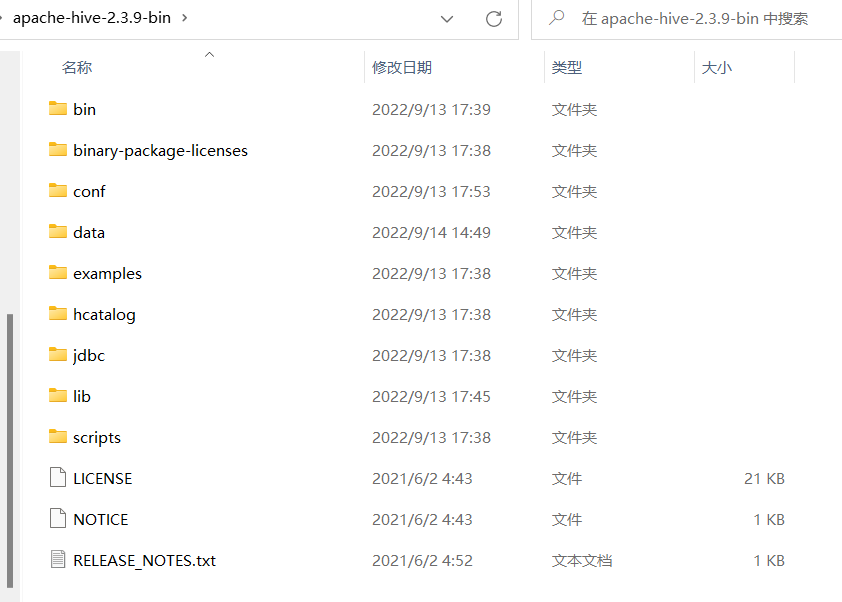 apache-hive-2.3.9-bin
在 apache-hive-2.3.9-bin 中搜索
名称 修改日期 类型 大小
bin 2022/9/13 17:39 文件夹
binary-package-licenses 2022/9/13 17:38 文件夹
conf 2022/9/13 17:53 文件夹
data 2022/9/14 14:49 文件夹
examples 2022/9/13 17:38 文件夹
hcatalog 2022/9/13 17:38 文件夹
jdbc 2022/9/13 17:38 文件夹
lib 2022/9/13 17:45 文件夹
scripts 2022/9/13 17:38 文件夹
LICENSE 2021/6/2 4:43 文件 21 KB
NOTICE 2021/6/2 4:43 文件 1 KB
RELEASE_NOTES.txt 2021/6/2 4:52 文本文档 1 KB